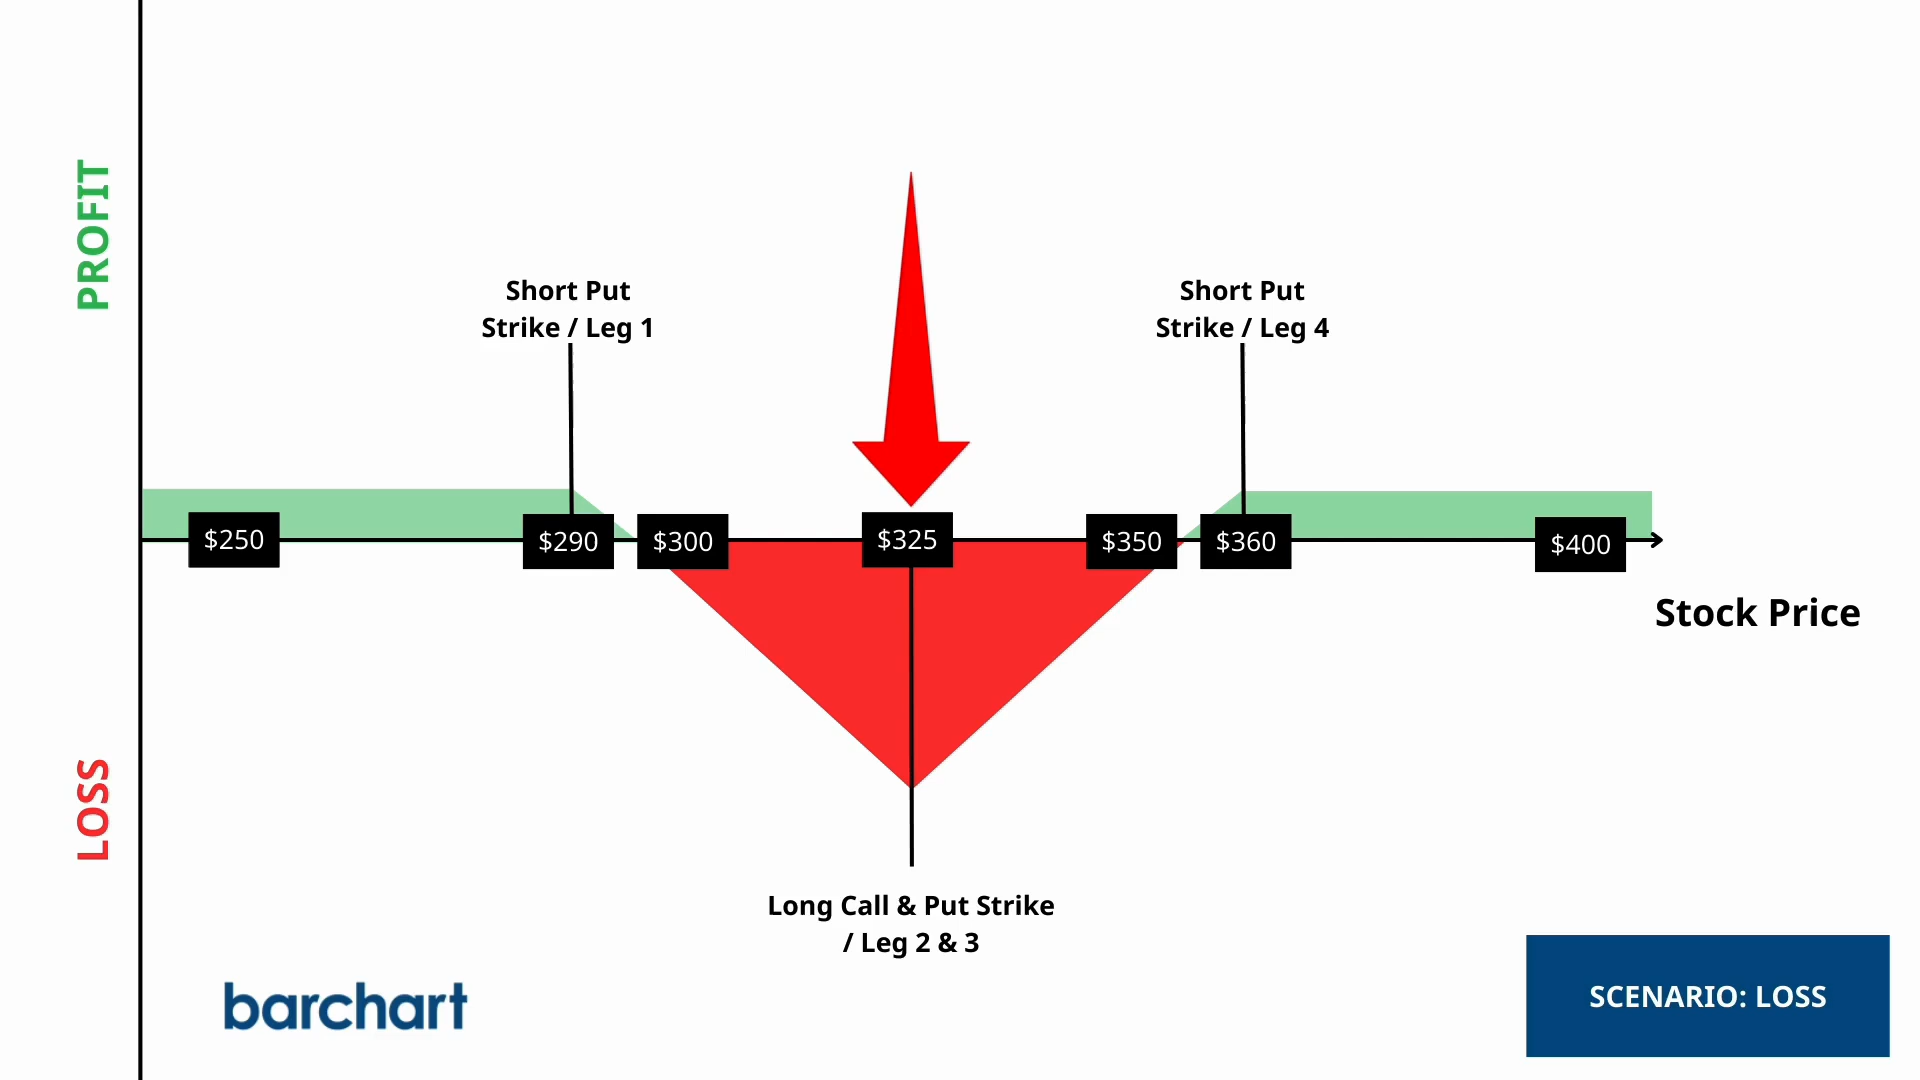 PROFIT
Short Put
Strike / Leg 1
Short Put
Strike / Leg 4
$250
$290
$300
$325
$350
$360
$400
Stock Price
LOSS
Long Call & Put Strike
/ Leg 2 & 3
barchart
SCENARIO: LOSS